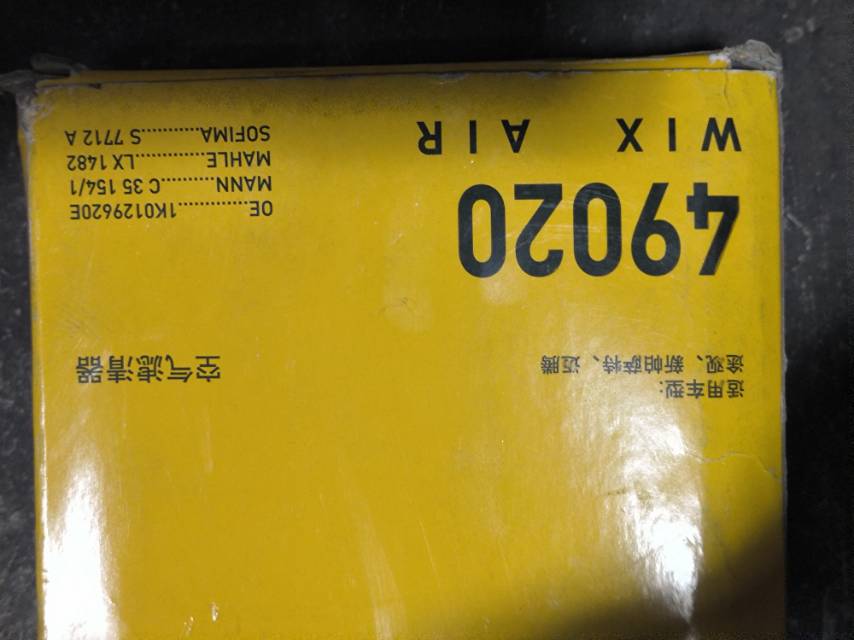 适用车型:
途观、新帕萨特、迈腾
空气滤清器
49020
WIX AIR
OE...............1K0129620E
MANN..........C 35 154/1
MAHLE.............LX 1482
SOFIMA...........S 7712 A